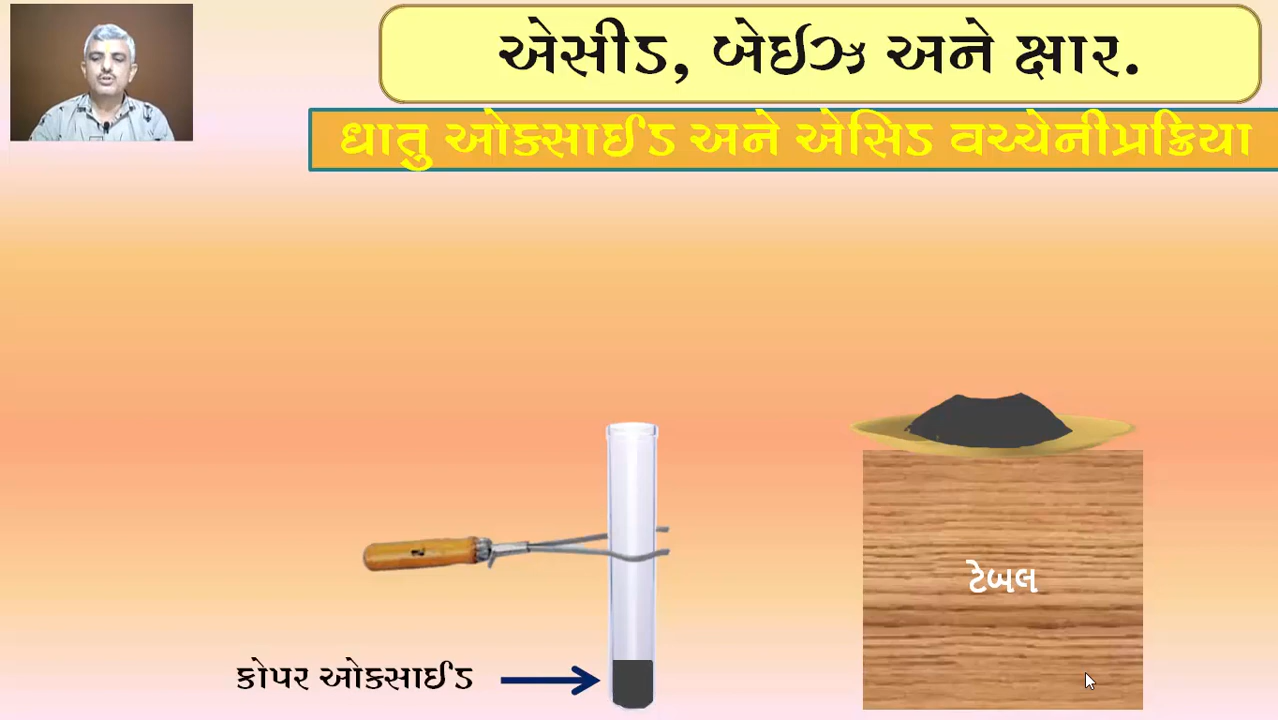 એસીડ, બેઈઝ અને ક્ષાર.
ધાતુ ઓક્સાઈડ અને એસિડ વચ્ચેનીપ્રક્રિયા
ટેબલ
કોપર ઓક્સાઈડ